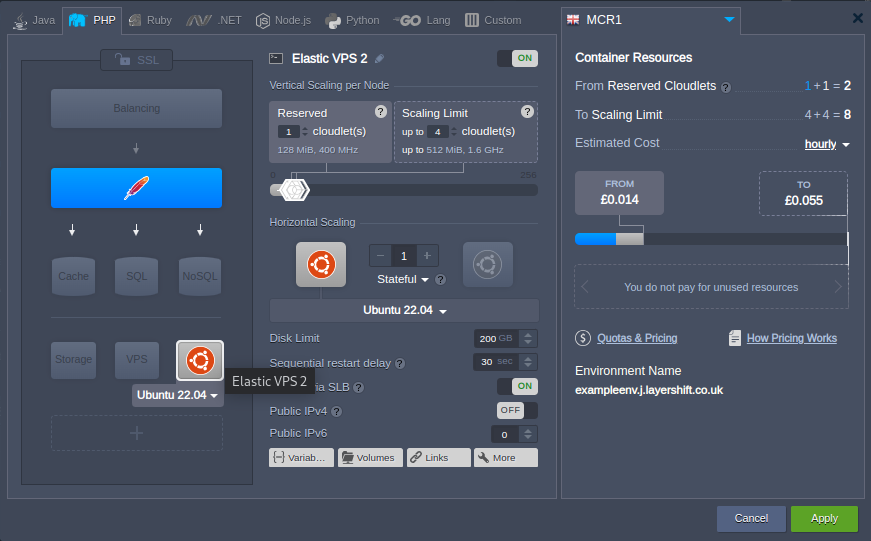 Java
PHP
Ruby
.NET
Node.js
Python
GO Lang
Custom
SSL
Balancing
Cache
SQL
NoSQL
Storage
VPS
Ubuntu 22.04
Elastic VPS 2
+
Elastic VPS 2
ON
Vertical Scaling per Node
Reserved ?
1 cloudlet(s)
128 MiB, 400 MHz
Scaling Limit ?
up to 4 cloudlet(s)
up to 512 MiB, 1.6 GHz
0
256
Horizontal Scaling
− 1 +
Stateful ?
Ubuntu 22.04
Disk Limit
200 GB
Sequential restart delay ?
30 sec
ia SLB ?
ON
Public IPv4 ?
OFF
Public IPv6
0
Variab...
Volumes
Links
More
MCR1
Container Resources
From Reserved Cloudlets ?
1 + 1 = 2
To Scaling Limit
4 + 4 = 8
Estimated Cost
hourly
FROM
£0.014
TO
£0.055
You do not pay for unused resources
$ Quotas & Pricing
How Pricing Works
Environment Name
exampleenv.j.layershift.co.uk
Cancel
Apply